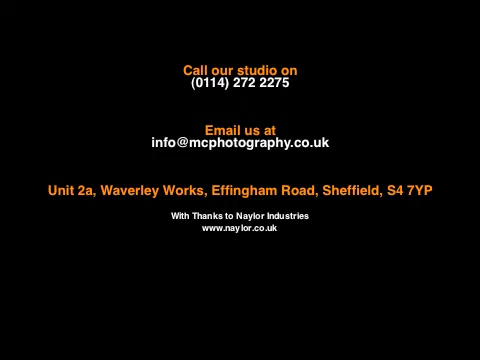 Call our studio on
(0114) 272 2275
Email us at
info@mcphotography.co.uk
Unit 2a, Waverley Works, Effingham Road, Sheffield, S4 7YP
With Thanks to Naylor Industries
www.naylor.co.uk